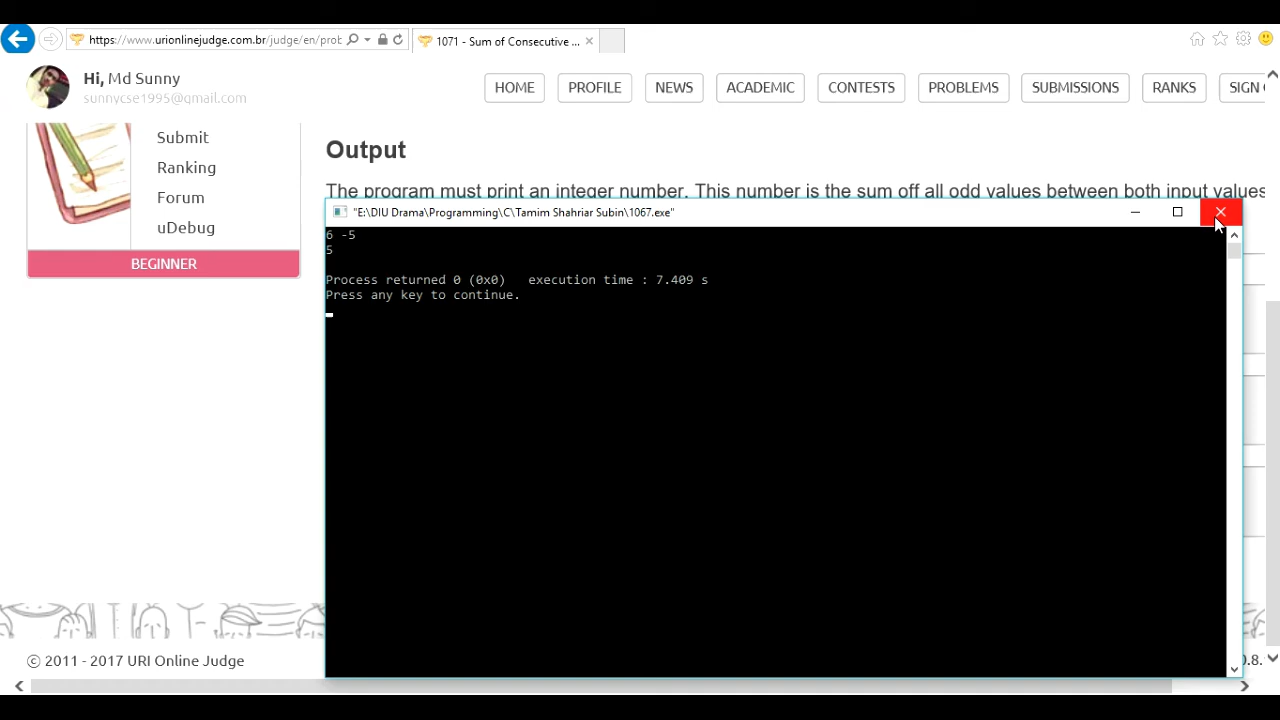 https://www.urionlinejudge.com.br/judge/en/prot
1071 - Sum of Consecutive ...
Hi, Md Sunny
sunnycse1995@gmail.com
HOME
PROFILE
NEWS
ACADEMIC
CONTESTS
PROBLEMS
SUBMISSIONS
RANKS
SIGN
Submit
Ranking
Forum
uDebug
BEGINNER
Output
The program must print an integer number. This number is the sum off all odd values between both input values
"E:\DIU Drama\Programming\C\Tamim Shahriar Subin\1067.exe"
6 -5
5
Process returned 0 (0x0)   execution time : 7.409 s
Press any key to continue.
© 2011 - 2017 URI Online Judge
0.8.